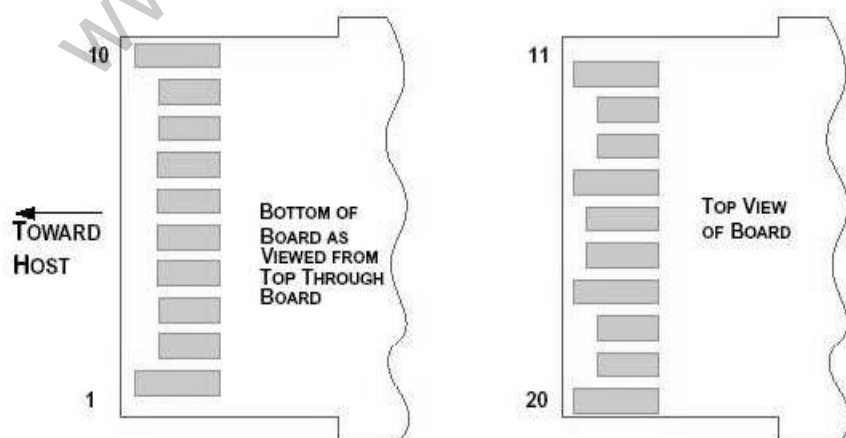 10
1
TOWARD
HOST
BOTTOM OF
BOARD AS
VIEWED FROM
TOP THROUGH
BOARD
11
20
TOP VIEW
OF BOARD